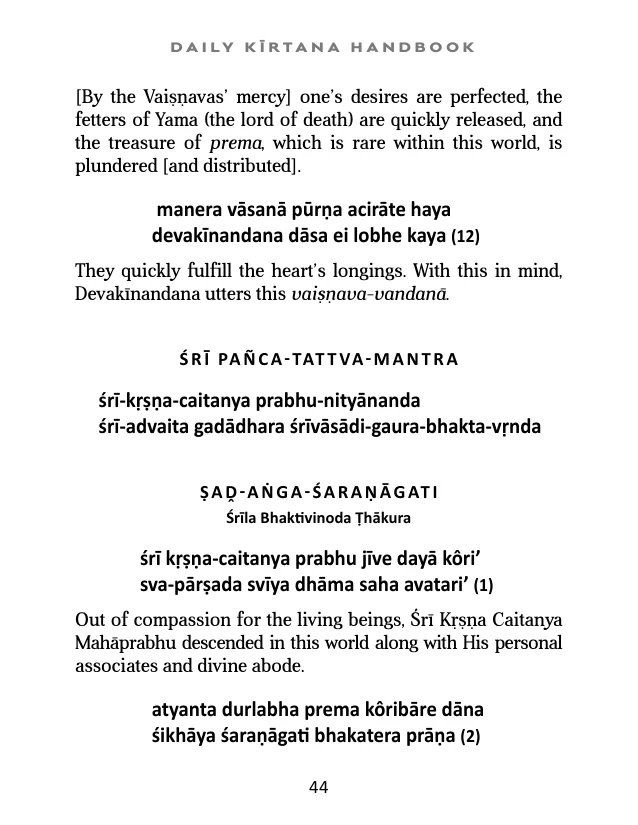 DAILY KĪRTANA HANDBOOK
[By the Vaiṣṇavas’ mercy] one’s desires are perfected, the
fetters of Yama (the lord of death) are quickly released, and
the treasure of prema, which is rare within this world, is
plundered [and distributed].
manera vāsanā pūrṇa acirāte haya
devakīnandana dāsa ei lobhe kaya (12)
They quickly fulfill the heart’s longings. With this in mind,
Devakīnandana utters this vaiṣṇava-vandanā.
ŚRĪ PAÑCA-TATTVA-MANTRA
śrī-kṛṣṇa-caitanya prabhu-nityānanda
śrī-advaita gadādhara śrīvāsādi-gaura-bhakta-vṛnda
ṢAḒ-AṄGA-ŚARAṆĀGATI
Śrīla Bhaktivinoda Ṭhākura
śrī kṛṣṇa-caitanya prabhu jīve dayā kôri’
sva-pārṣada svīya dhāma saha avatari’ (1)
Out of compassion for the living beings, Śrī Kṛṣṇa Caitanya
Mahāprabhu descended in this world along with His personal
associates and divine abode.
atyanta durlabha prema kôribāre dāna
śikhāya śaraṇāgati bhakatera prāṇa (2)
44